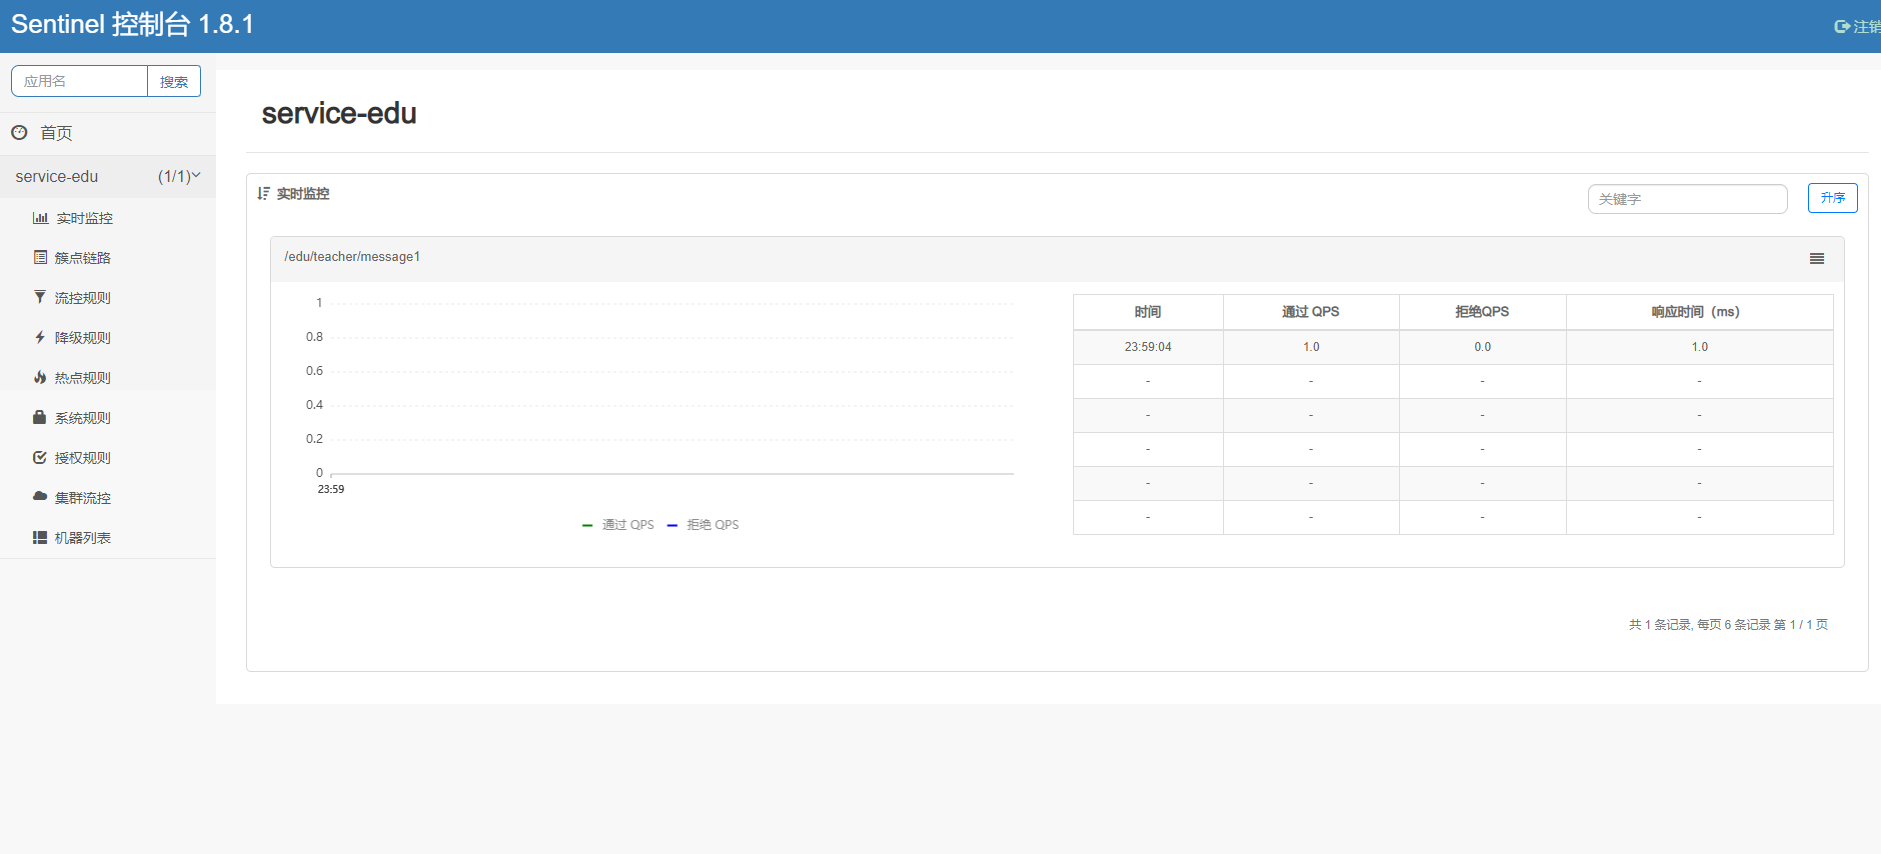 Sentinel 控制台 1.8.1
注销
应用名 搜索
首页
service-edu (1/1)
实时监控
簇点链路
流控规则
降级规则
热点规则
系统规则
授权规则
集群流控
机器列表
service-edu
实时监控 关键字 升序
/edu/teacher/message1
1
0.8
0.6
0.4
0.2
0
23:59
通过 QPS 拒绝 QPS
时间 通过 QPS 拒绝QPS 响应时间（ms）
23:59:04 1.0 0.0 1.0
- - - -
- - - -
- - - -
- - - -
- - - -
共 1 条记录, 每页 6 条记录 第 1 / 1 页